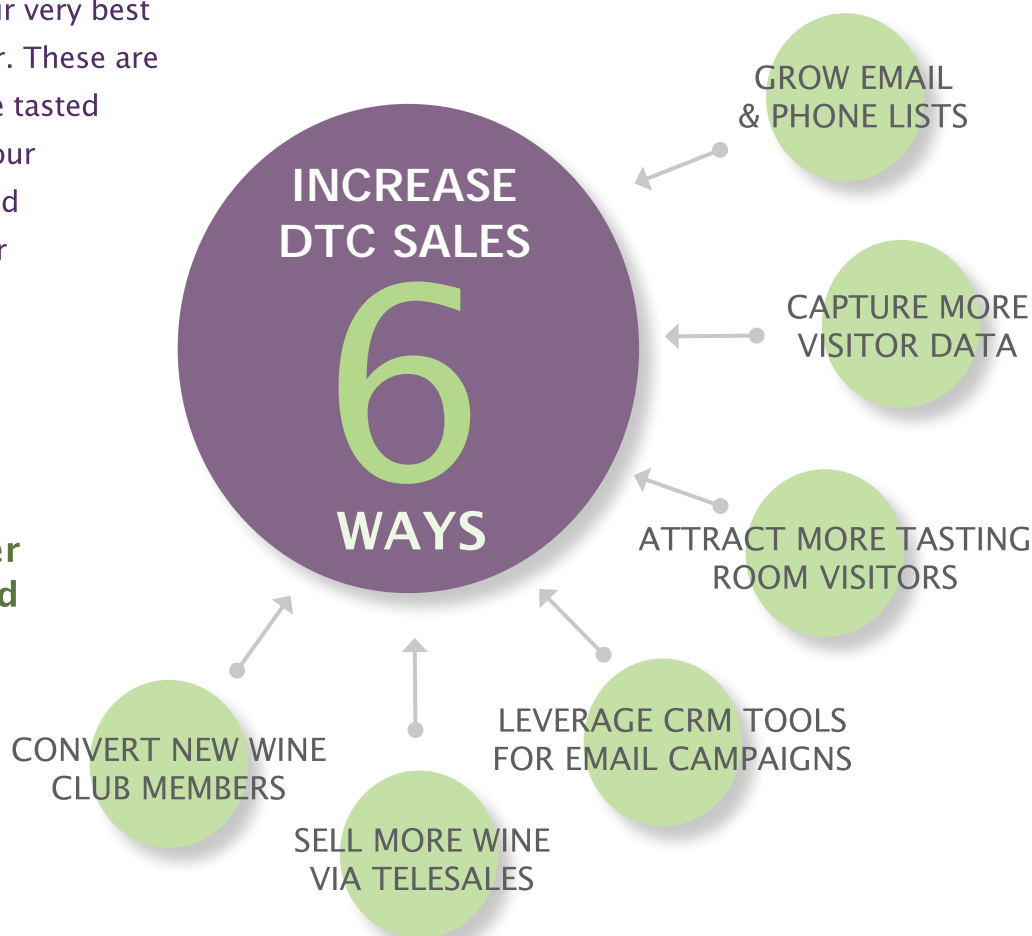 very best
. These are
tasted
INCREASE
DTC SALES
6
WAYS
GROW EMAIL
& PHONE LISTS
CAPTURE MORE
VISITOR DATA
ATTRACT MORE TASTING
ROOM VISITORS
LEVERAGE CRM TOOLS
FOR EMAIL CAMPAIGNS
SELL MORE WINE
VIA TELESALES
CONVERT NEW WINE
CLUB MEMBERS